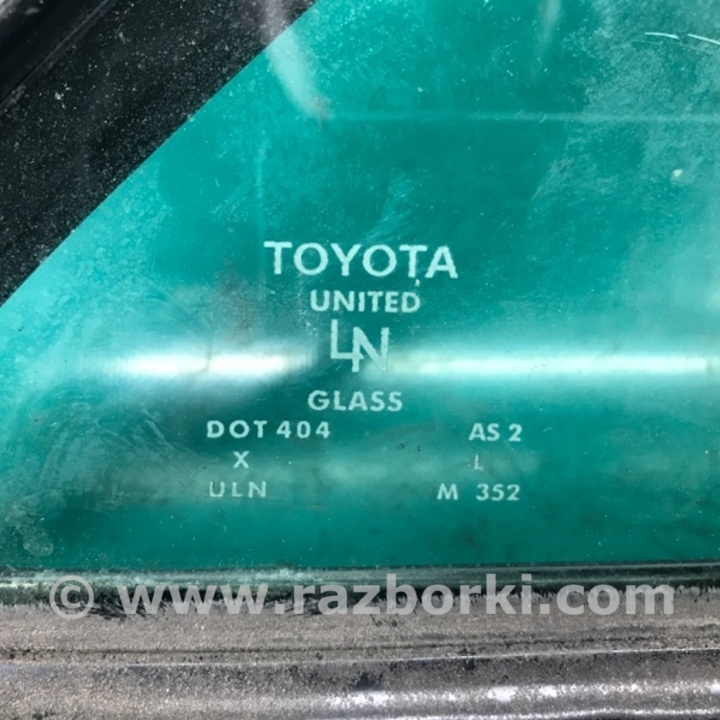 TOYOTA
UNITED
LN
GLASS
DOT 404 AS 2
X L
ULN M 352
© www.razborki.com